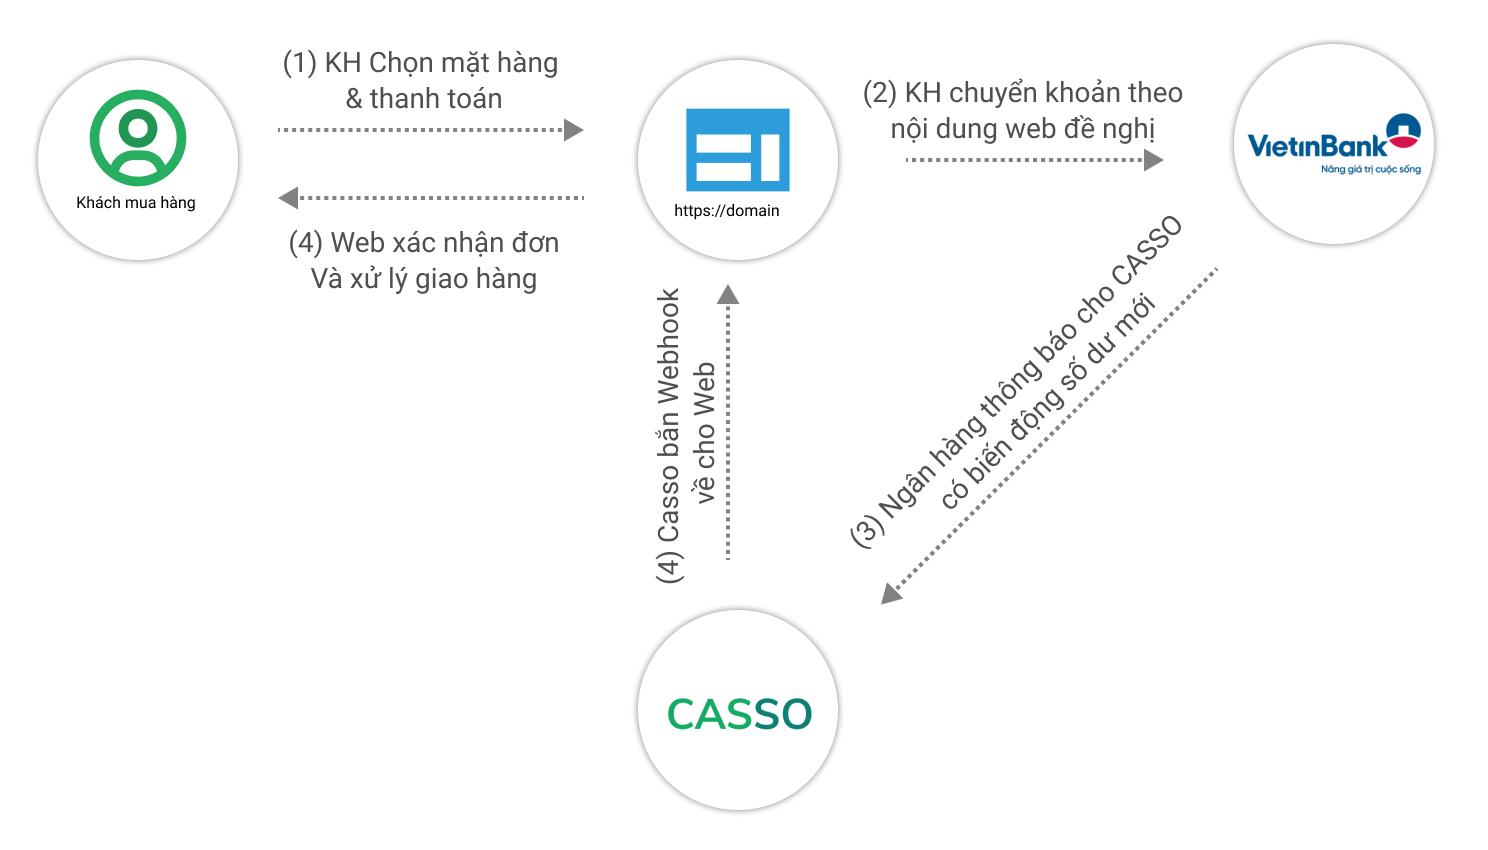 (1) KH Chọn mặt hàng
& thanh toán
Khách mua hàng
(4) Web xác nhận đơn
Và xử lý giao hàng
https://domain
(2) KH chuyển khoản theo
nội dung web đề nghị
VietinBank
Nâng giá trị cuộc sống
(3) Ngân hàng thông báo cho CASSO
có biến động số dư mới
(4) Casso bắn Webhook
về cho Web
CASSO